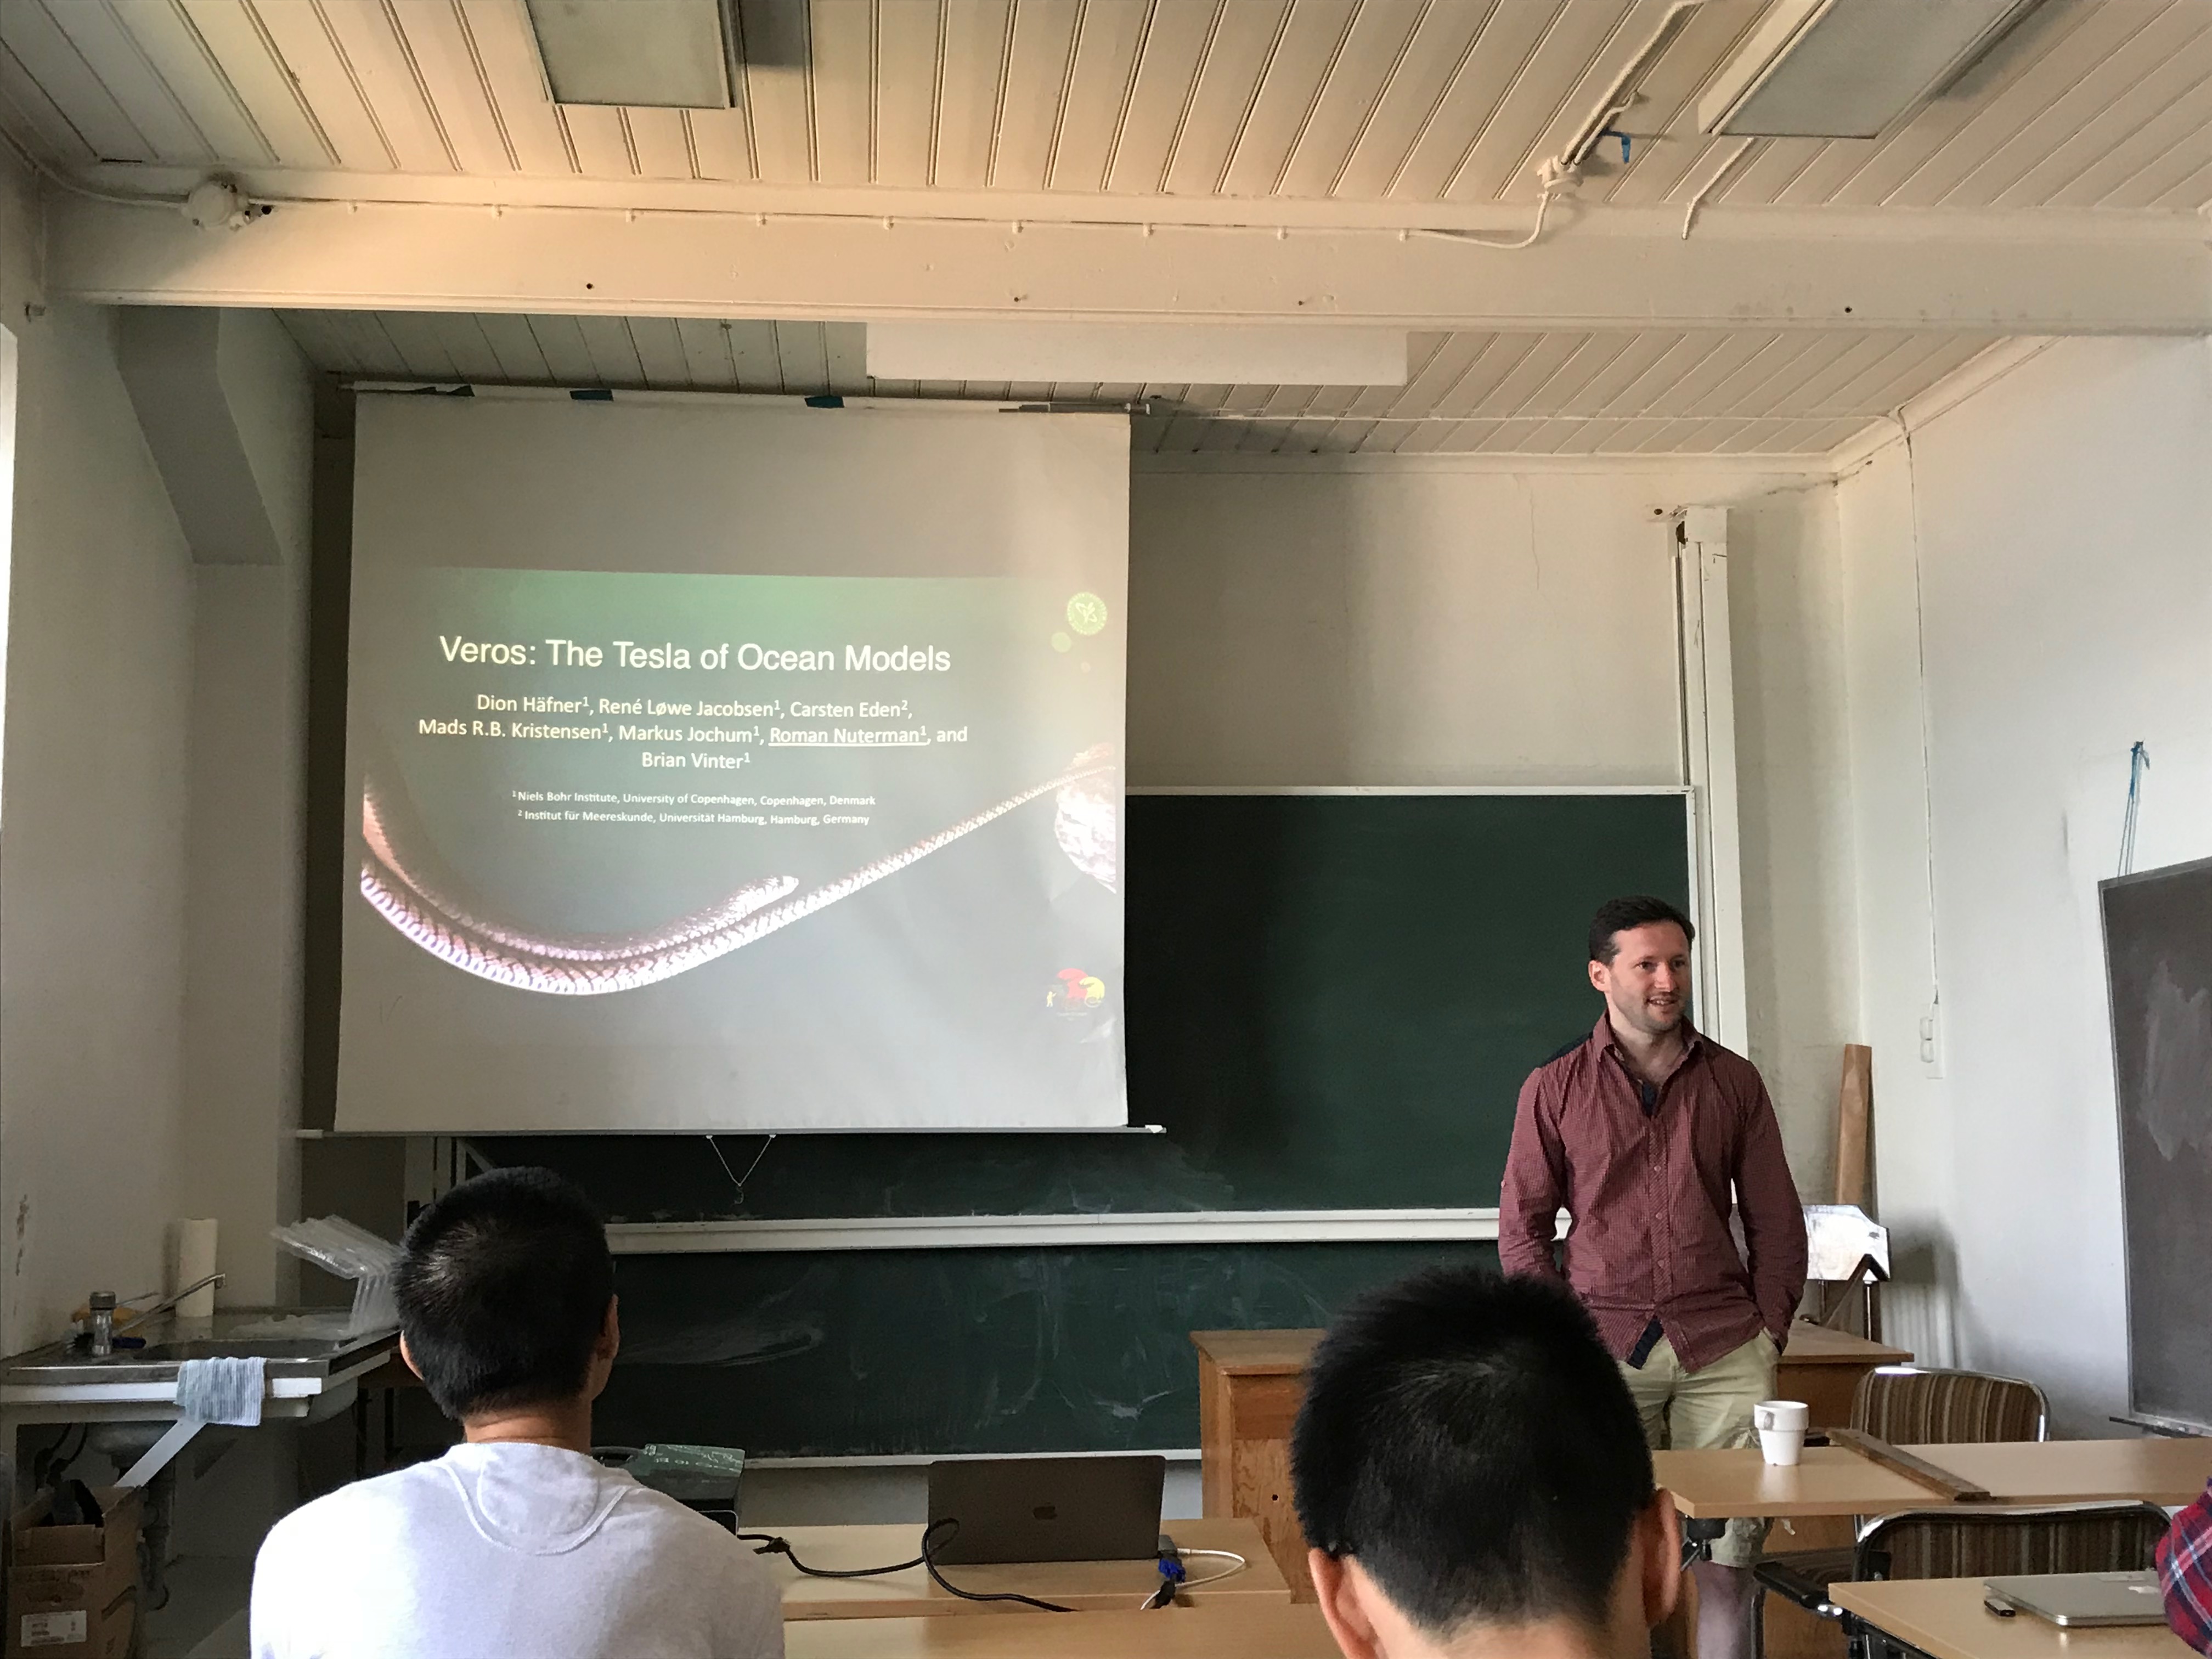 Veros: The Tesla of Ocean Models
Dion Häfner¹, René Løwe Jacobsen¹, Carsten Eden²,
Mads R.B. Kristensen¹, Markus Jochum¹, Roman Nuterman¹, and
Brian Vinter¹
¹ Niels Bohr Institute, University of Copenhagen, Copenhagen, Denmark
² Institut für Meereskunde, Universität Hamburg, Hamburg, Germany